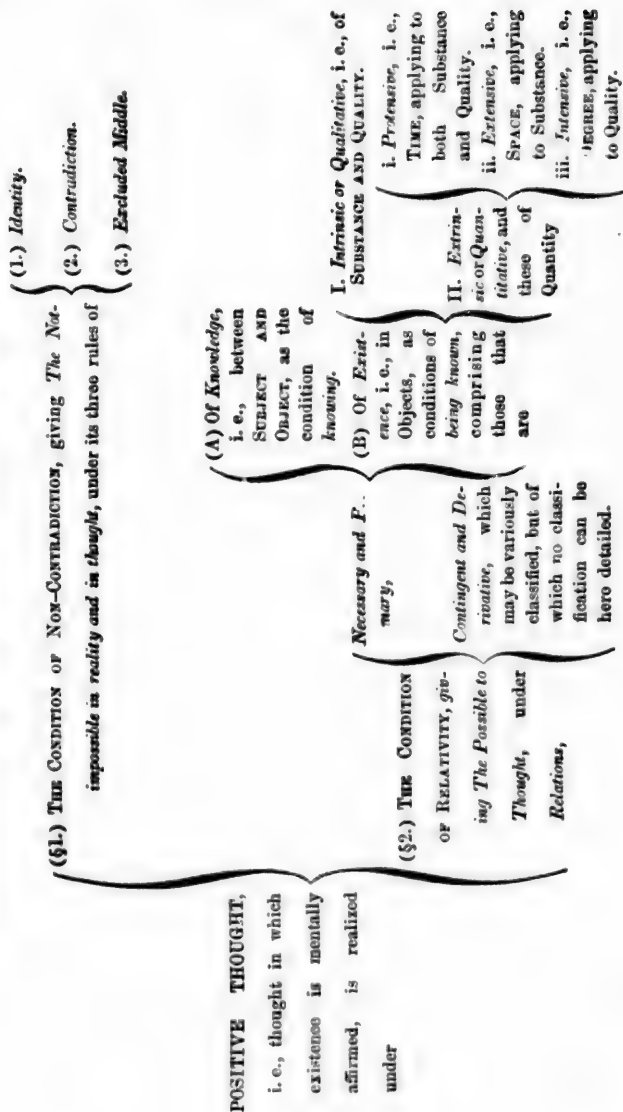 POSITIVE THOUGHT,
i. e., thought in which
existence is mentally
affirmed, is realized
under
(§1.) THE CONDITION OF NON-CONTRADICTION, giving The Not-
impossible in reality and in thought, under its three rules of
(1.) Identity.
(2.) Contradiction.
(3.) Excluded Middle.
(§2.) THE CONDITION
OF RELATIVITY, giv-
ing The Possible to
Thought, under
Relations,
Necessary and
mary,
Contingent and De-
rivative, which
may be variously
classified, but of
which no classi-
fication can be
here detailed.
(A) Of Knowledge,
i. e., between
SUBJECT AND
OBJECT, as the
condition of
knowing.
(B) Of Exist-
ence, i. e., in
Objects, as
conditions of
being known,
comprising
those that
are
I. Intrinsic or Qualitative, i. e., of
SUBSTANCE AND QUALITY.
II. Extrin-
sic or Quan-
titative, and
these of
Quantity
i. Protensive, i. e.,
TIME, applying to
both Substance
and Quality.
ii. Extensive, i. e.,
SPACE, applying
to Substance.
iii. Intensive, i. e.,
DEGREE, applying
to Quality.